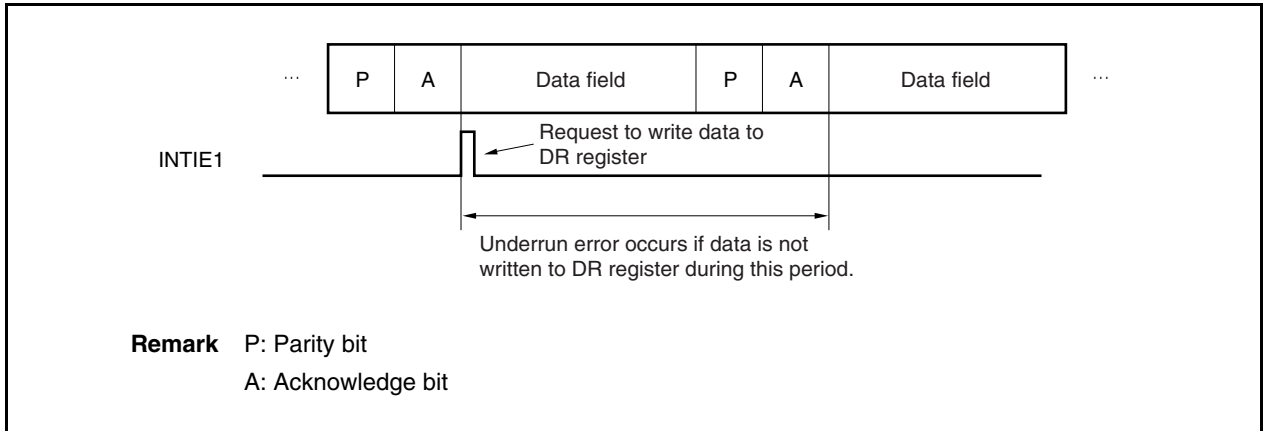 … P A Data field P A Data field …
INTIE1
Request to write data to
DR register
Underrun error occurs if data is not
written to DR register during this period.
Remark P: Parity bit
A: Acknowledge bit